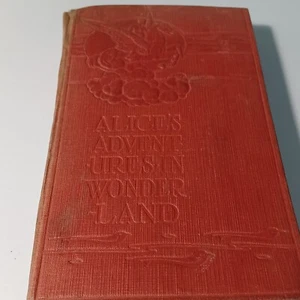 ALICE'S
ADVENT
URES IN
WONDER
-LAND